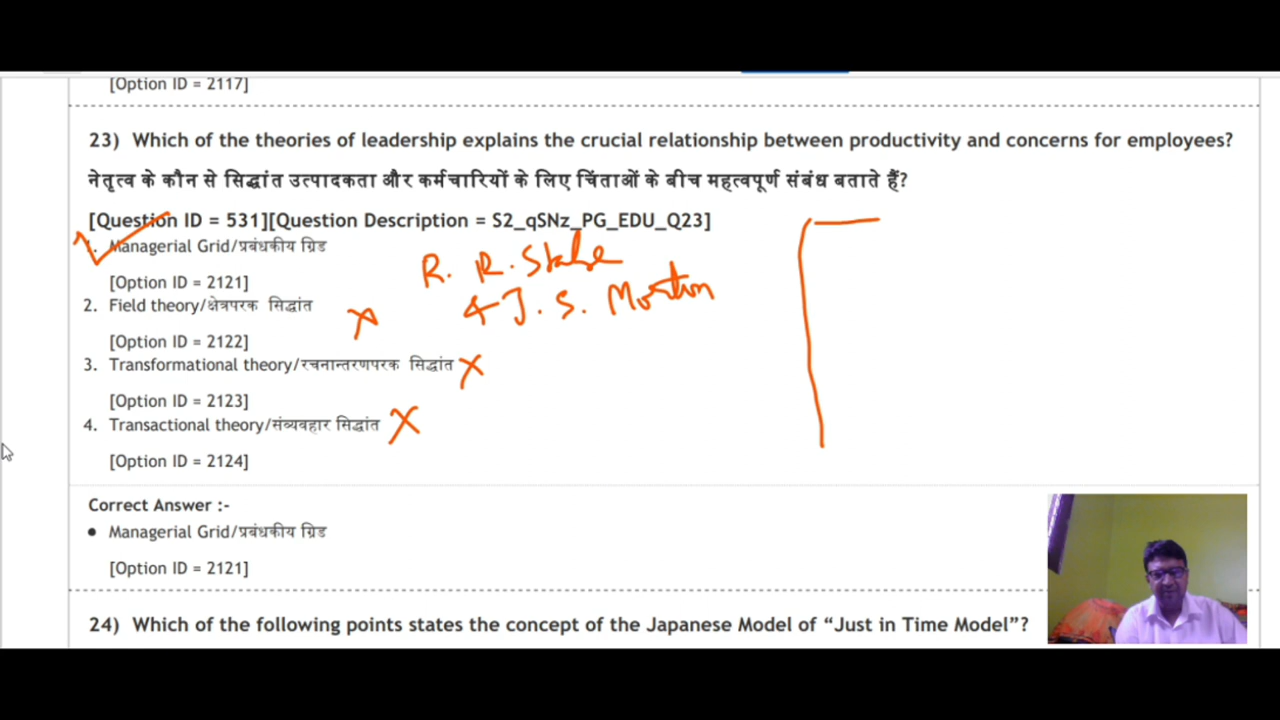 [Option ID = 2117]
23) Which of the theories of leadership explains the crucial relationship between productivity and concerns for employees?
नेतृत्व के कौन से सिद्धांत उत्पादकता और कर्मचारियों के लिए चिंताओं के बीच महत्वपूर्ण संबंध बताते हैं?
[Question ID = 531][Question Description = S2_qSNz_PG_EDU_Q23]
1. Managerial Grid/प्रबंधकीय ग्रिड
[Option ID = 2121]
R. R. Stake
& J. S. Morton
2. Field theory/क्षेत्रपरक सिद्धांत
[Option ID = 2122]
3. Transformational theory/रचनान्तरणपरक सिद्धांत
[Option ID = 2123]
4. Transactional theory/संव्यवहार सिद्धांत
[Option ID = 2124]
Correct Answer :-
• Managerial Grid/प्रबंधकीय ग्रिड
[Option ID = 2121]
24) Which of the following points states the concept of the Japanese Model of “Just in Time Model”?